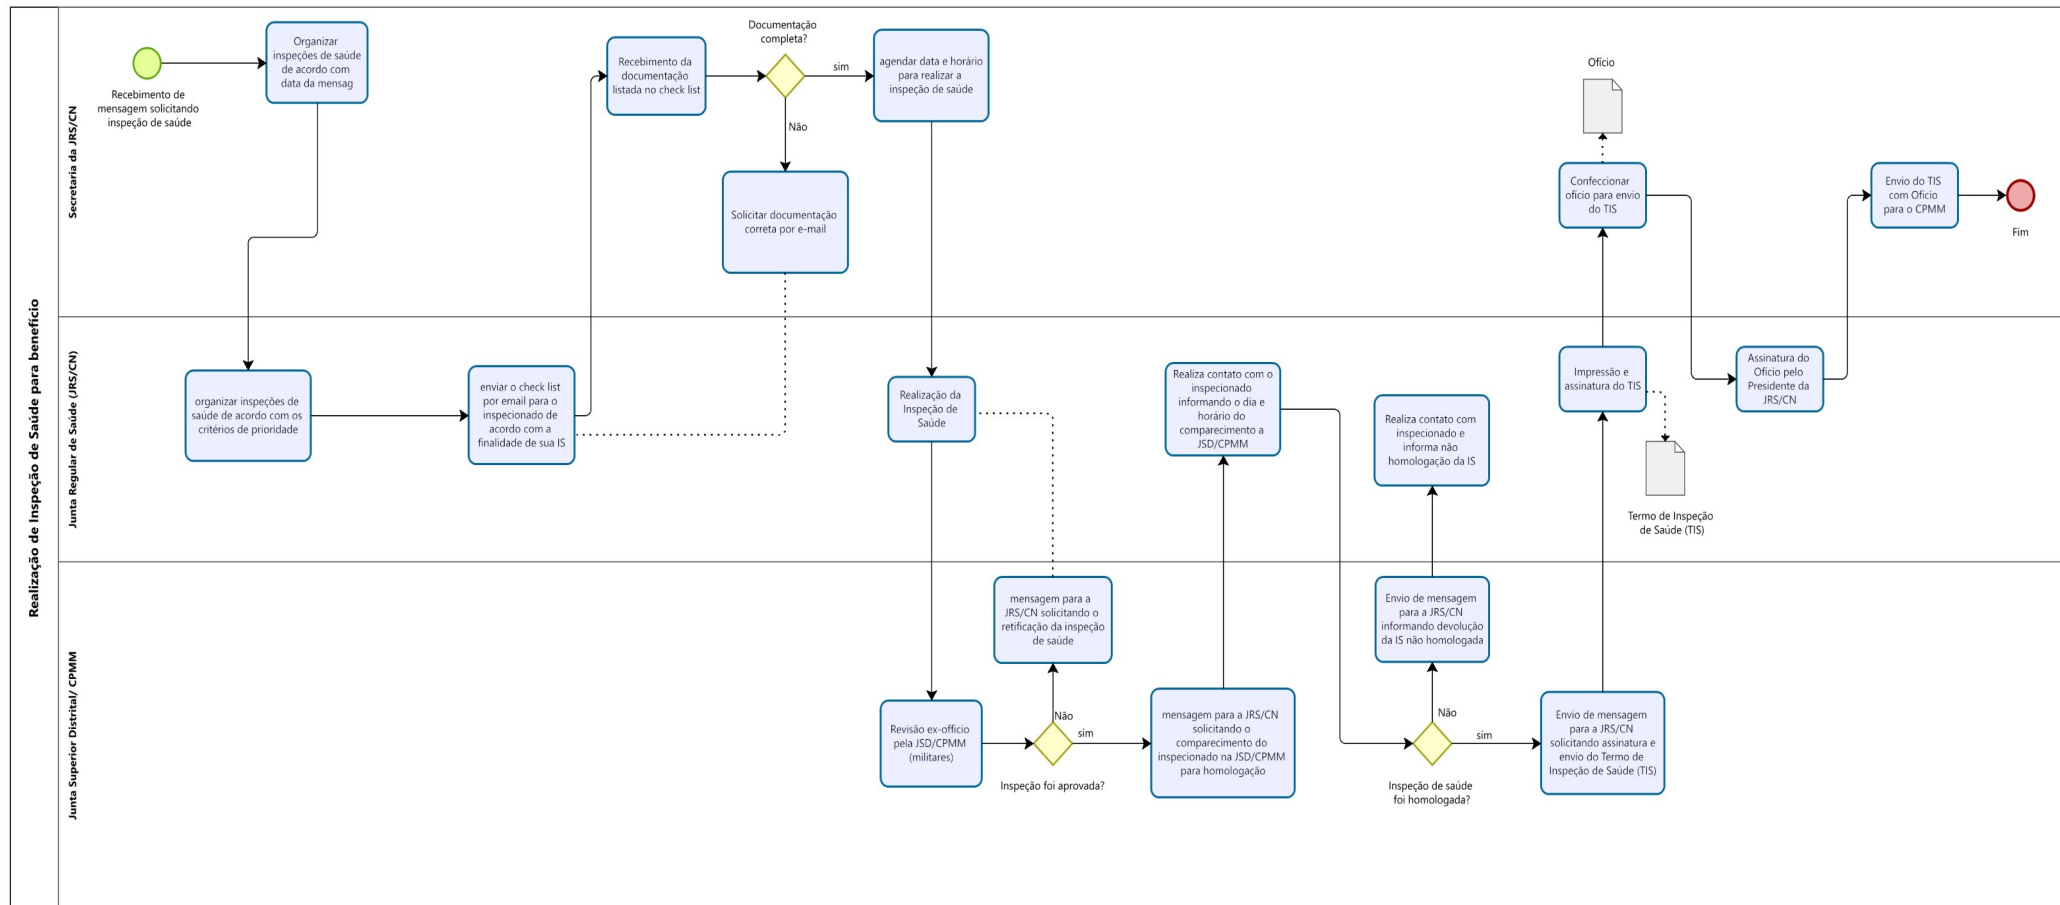 Realização de Inspeção de Saúde para benefício
Secretaria da JRS/CN
Recebimento de
mensagem solicitando
inspeção de saúde
Organizar
inspeções de saúde
de acordo com
data da mensag
Recebimento da
documentação
listada no check list
Documentação
completa?
sim
Não
agendar data e horário
para realizar a
inspeção de saúde
Solicitar documentação
correta por e-mail
Ofício
Confeccionar
ofício para envio
do TIS
Envio do TIS
com Ofício
para o CPMM
Fim
Junta Regular de Saúde (JRS/CN)
organizar inspeções de
saúde de acordo com os
critérios de prioridade
enviar o check list
por email para o
inspecionado de
acordo com a
finalidade de sua IS
Realização da
Inspeção de
Saúde
Realiza contato com o
inspecionado
informando o dia e
horário do
comparecimento a
JSD/CPMM
Realiza contato com
inspecionado e
informa não
homologação da IS
Impressão e
assinatura do TIS
Termo de Inspeção
de Saúde (TIS)
Assinatura do
Ofício pelo
Presidente da
JRS/CN
Junta Superior Distrital/ CPMM
Revisão ex-offício
pela JSD/CPMM
(militares)
mensagem para a
JRS/CN solicitando o
retificação da inspeção
de saúde
Não
sim
Inspeção foi aprovada?
mensagem para a JRS/CN
solicitando o
comparecimento do
inspecionado na JSD/CPMM
para homologação
Envio de mensagem
para a JRS/CN
informando devolução
da IS não homologada
Não
sim
Inspeção de saúde
foi homologada?
Envio de mensagem
para a JRS/CN
solicitando assinatura e
envio do Termo de
Inspeção de Saúde (TIS)